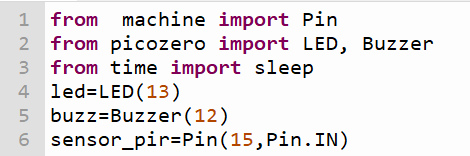 1 from  machine import Pin
2 from picozero import LED, Buzzer
3 from time import sleep
4 led=LED(13)
5 buzz=Buzzer(12)
6 sensor_pir=Pin(15,Pin.IN)